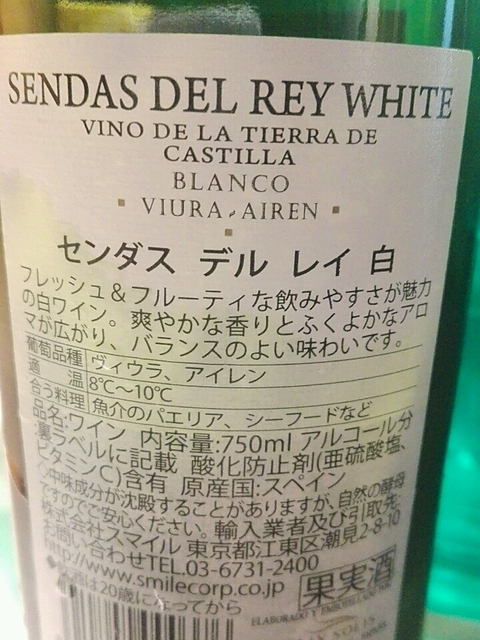 SENDAS DEL REY WHITE
VINO DE LA TIERRA DE
CASTILLA
BLANCO
VIURA - AIREN
センダス デル レイ 白
フレッシュ&フルーティな飲みやすさが魅力
の白ワイン。爽やかな香りとふくよかなアロ
マが広がり、バランスのよい味わいです。
葡萄品種 ヴィウラ、アイレン
適 温 8℃~10℃
合う料理 魚介のパエリア、シーフードなど
品名:ワイン 内容量:750ml アルコール分
:裏ラベルに記載 酸化防止剤(亜硫酸塩、
ビタミンC)含有 原産国:スペイン
◇中味成分が沈殿することがありますが、自然の酵母
ですのでご安心ください。輸入業者及び引取先:
株式会社スマイル 東京都江東区潮見2-8-10
お問い合わせTEL.03-6731-2400
http://www.smilecorp.co.jp
お酒は20歳になってから
果実酒
ELABORADO Y EMBOTELLADO POR